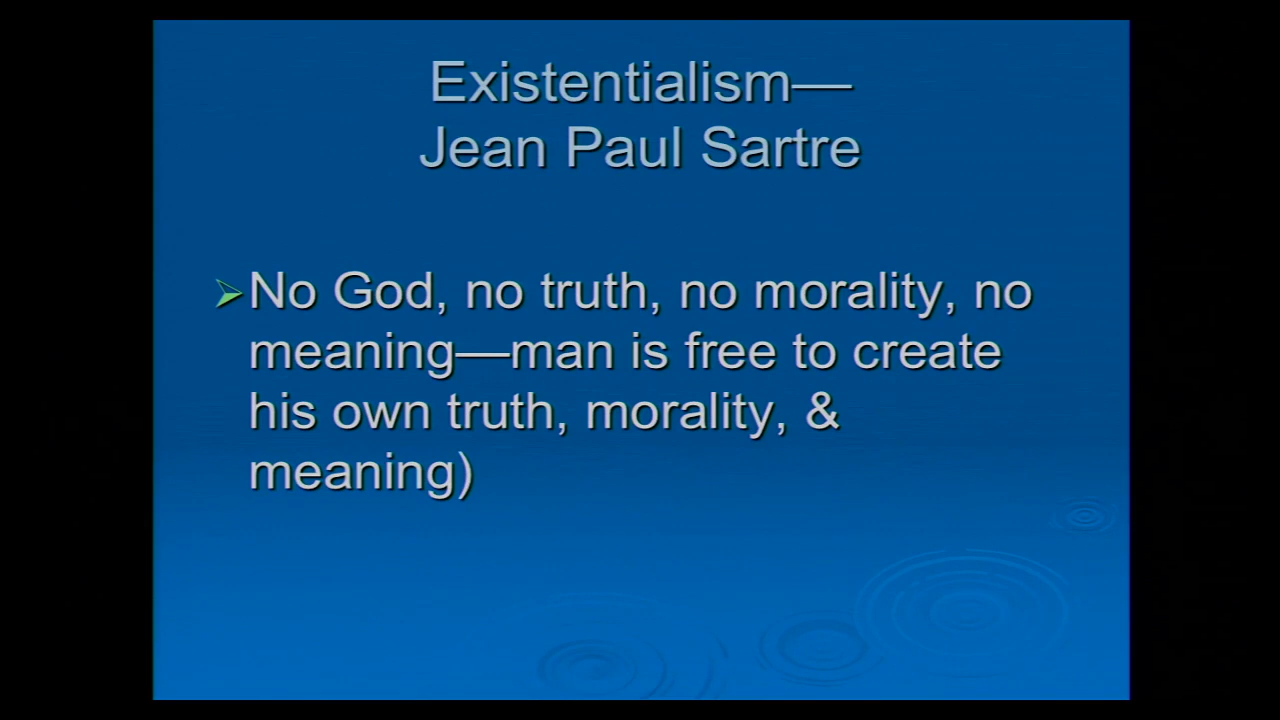 Existentialism—
Jean Paul Sartre
No God, no truth, no morality, no
meaning—man is free to create
his own truth, morality, &
meaning)